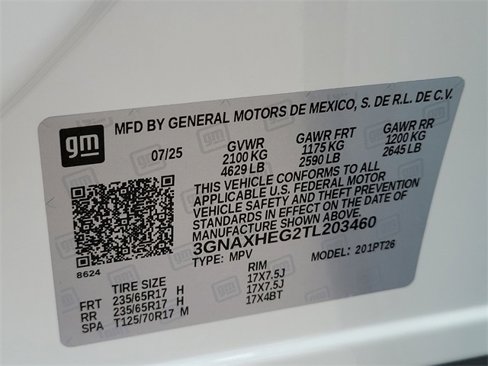 gm
MFD BY GENERAL MOTORS DE MEXICO, S. DE R.L. DE C.V.
07/25 GVWR GAWR FRT GAWR RR
2100 KG 1175 KG 1200 KG
4629 LB 2590 LB 2645 LB
THIS VEHICLE CONFORMS TO ALL
APPLICABLE U.S. FEDERAL MOTOR
VEHICLE SAFETY AND THEFT PREVENTION
STANDARDS IN EFFECT ON THE DATE OF
MANUFACTURE SHOWN ABOVE.
3GNAXHEG2TL203460
TYPE: MPV MODEL: 201PT26
8624
TIRE SIZE RIM
FRT 235/65R17 H 17X7.5J
RR 235/65R17 H 17X7.5J
SPA T125/70R17 M 17X4BT